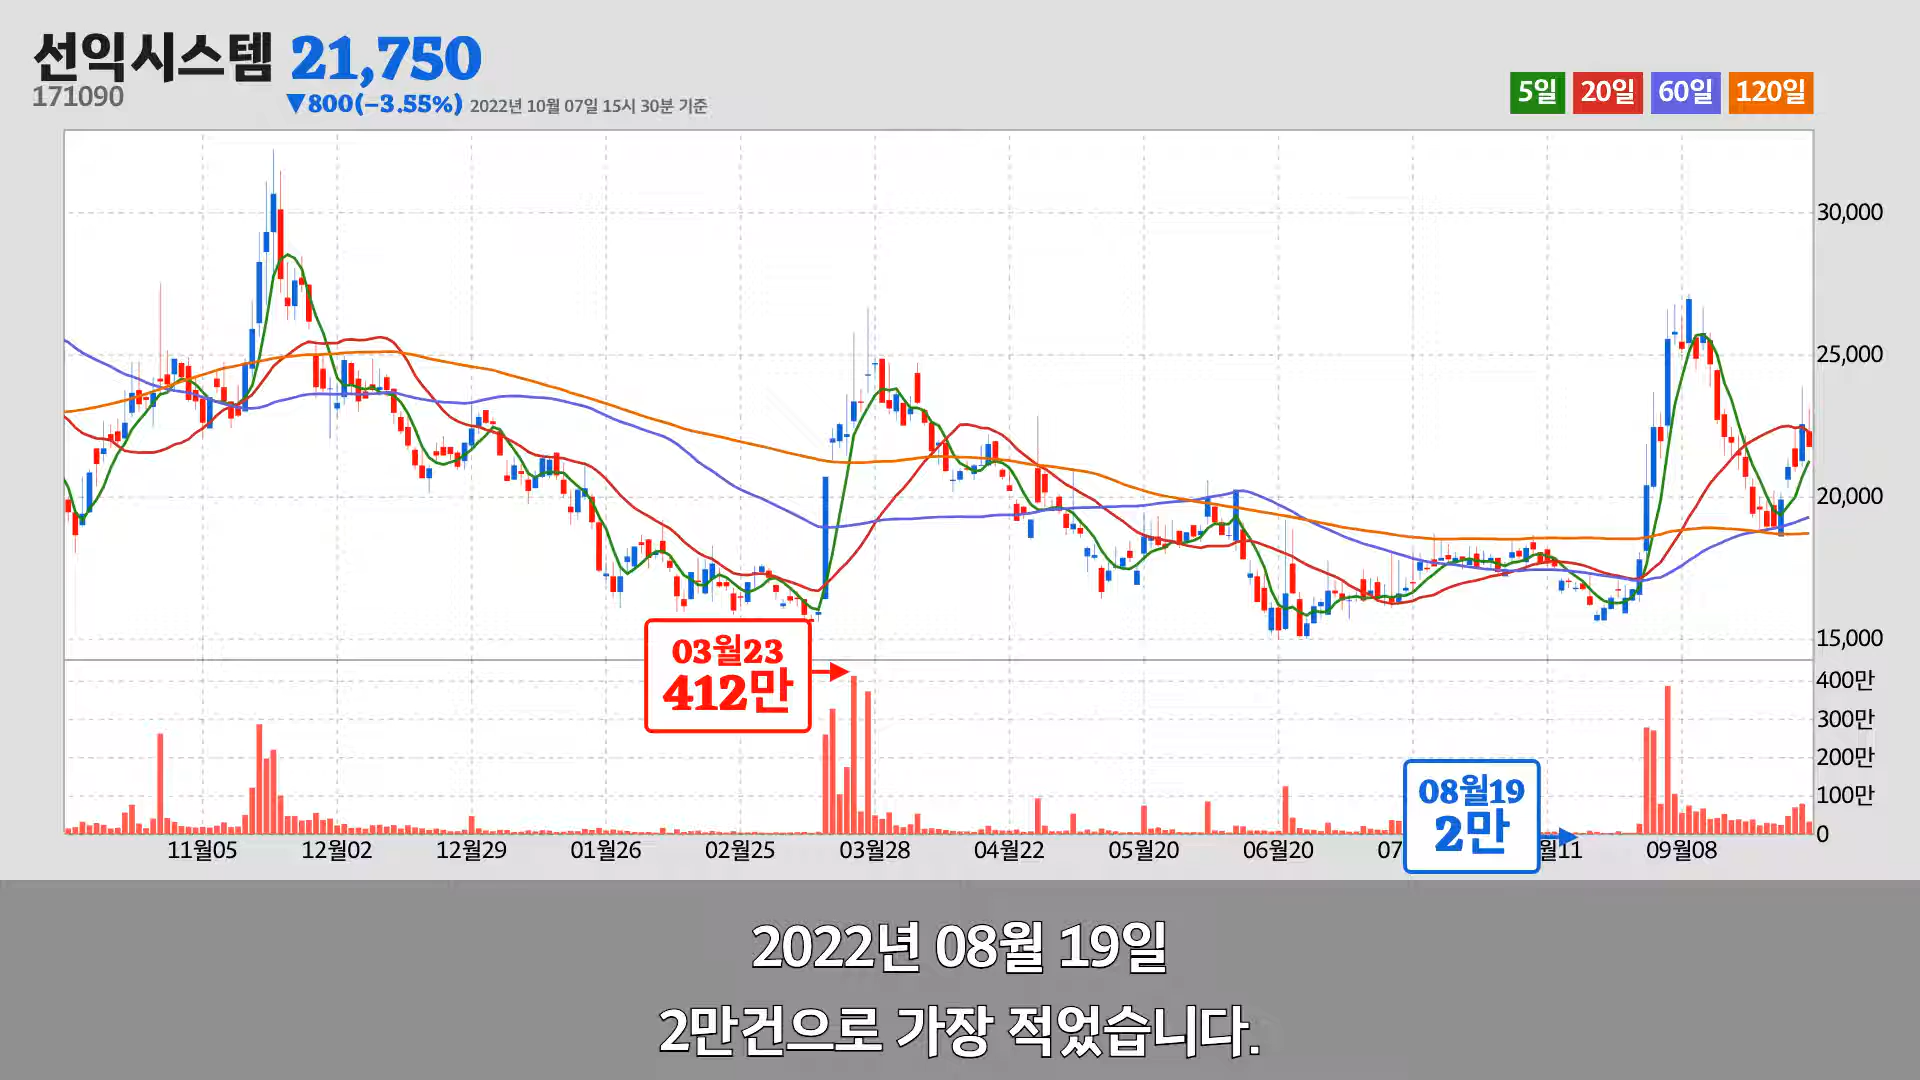 선익시스템 21,750
171090
▼800(−3.55%) 2022년 10월 07일 15시 30분 기준
5일 20일 60일 120일
30,000
25,000
20,000
15,000
03월23
412만
400만
300만
200만
100만
0
08월19
2만
11월05 12월02 12월29 01월26 02월25 03월28 04월22 05월20 06월20 07 월11 09월08
2022년 08월 19일
2만건으로 가장 적었습니다.